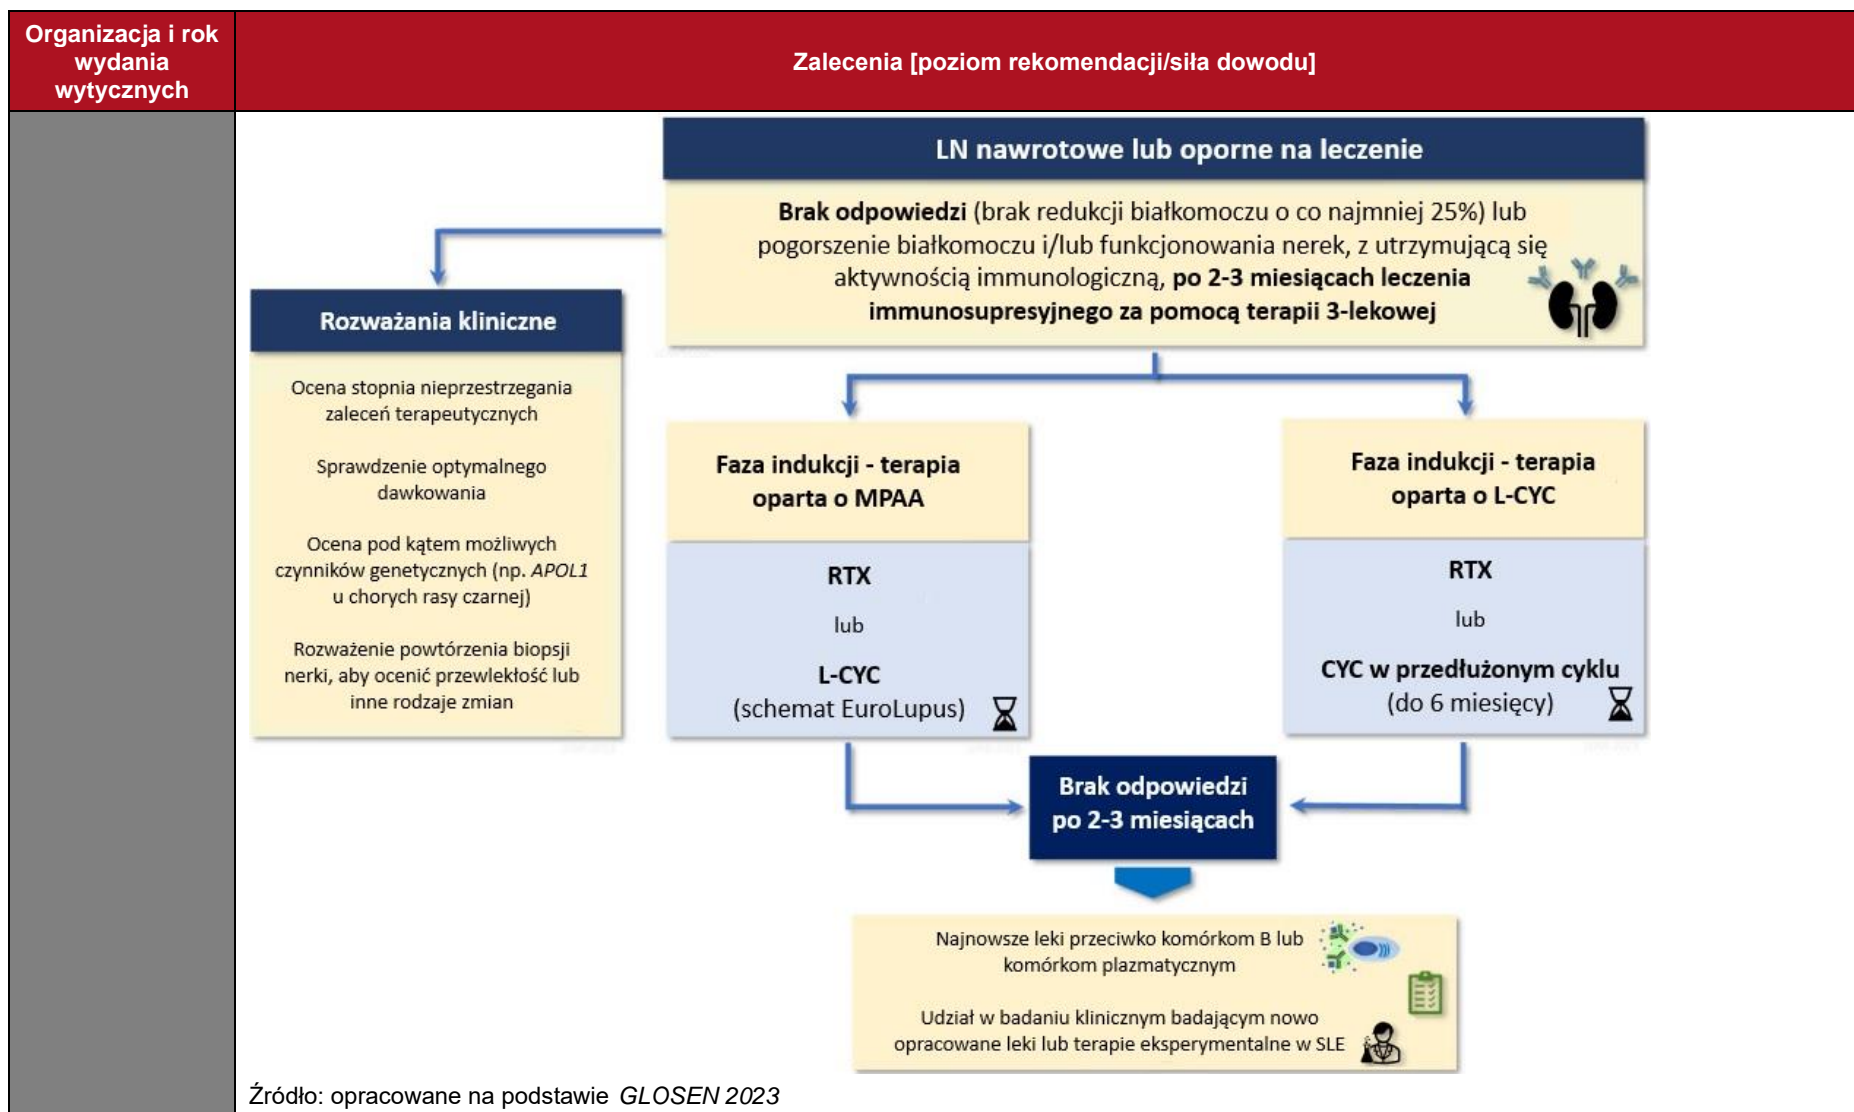 Organizacja i rok
wydania
wytycznych
Zalecenia [poziom rekomendacji/siła dowodu]
LN nawrotowe lub oporne na leczenie
Brak odpowiedzi (brak redukcji białkomoczu o co najmniej 25%) lub
pogorszenie białkomoczu i/lub funkcjonowania nerek, z utrzymującą się
aktywnością immunologiczną, po 2-3 miesiącach leczenia
immunosupresyjnego za pomocą terapii 3-lekowej
Rozważania kliniczne
Ocena stopnia nieprzestrzegania
zaleceń terapeutycznych
Sprawdzenie optymalnego
dawkowania
Ocena pod kątem możliwych
czynników genetycznych (np. APOL1
u chorych rasy czarnej)
Rozważenie powtórzenia biopsji
nerki, aby ocenić przewlekłość lub
inne rodzaje zmian
Faza indukcji - terapia
oparta o MPAA
RTX
lub
L-CYC
(schemat EuroLupus)
Faza indukcji - terapia
oparta o L-CYC
RTX
lub
CYC w przedłużonym cyklu
(do 6 miesięcy)
Brak odpowiedzi
po 2-3 miesiącach
Najnowsze leki przeciwko komórkom B lub
komórkom plazmatycznym
Udział w badaniu klinicznym badającym nowo
opracowane leki lub terapie eksperymentalne w SLE
Źródło: opracowane na podstawie GLOSEN 2023